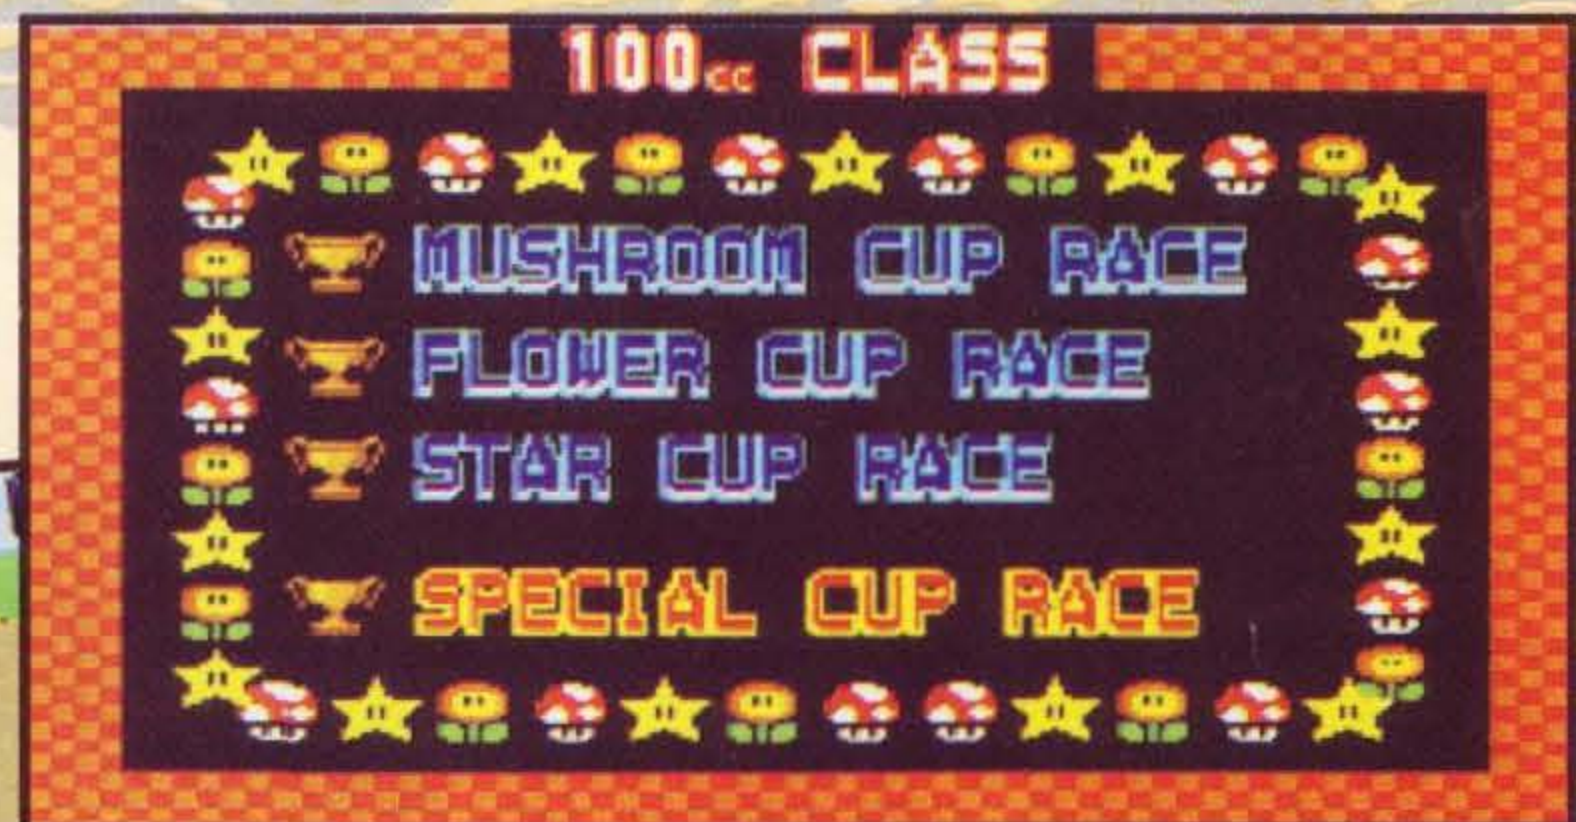 100cc CLASS
MUSHROOM CUP RACE
FLOWER CUP RACE
STAR CUP RACE
SPECIAL CUP RACE